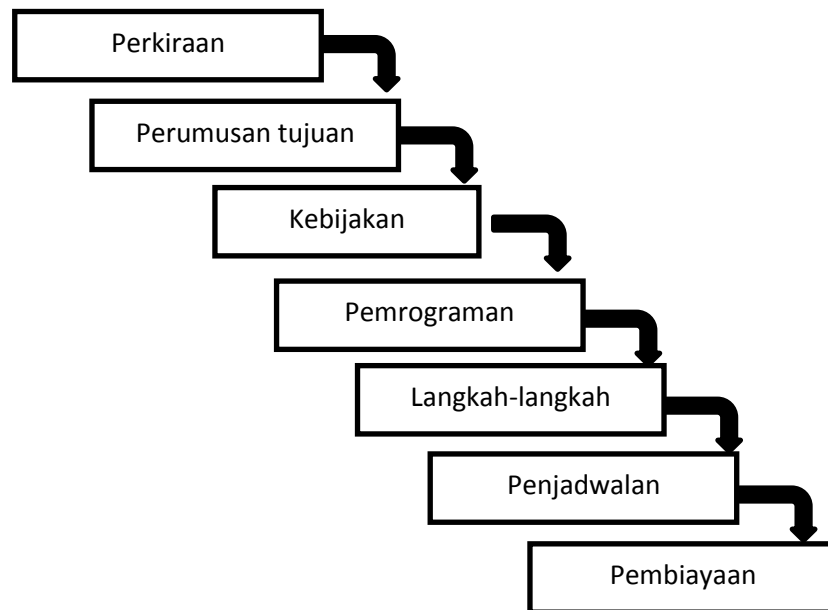 Perkiraan
Perumusan tujuan
Kebijakan
Pemrograman
Langkah-langkah
Penjadwalan
Pembiayaan